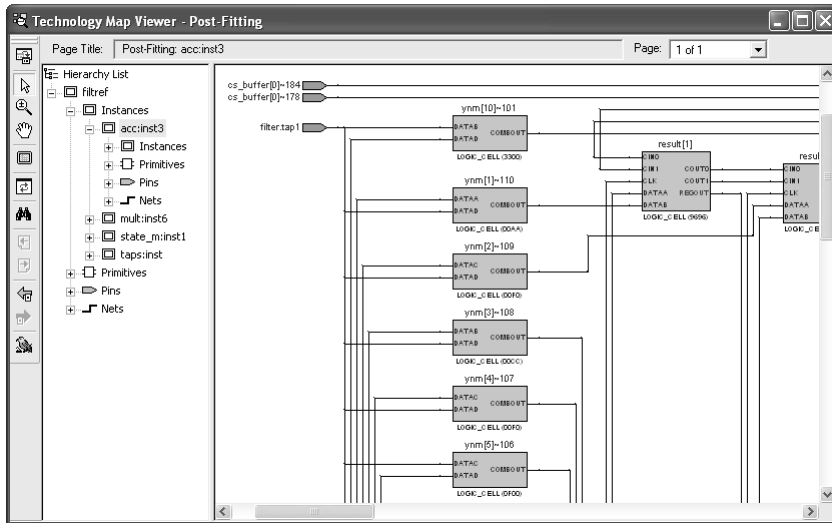 Technology Map Viewer - Post-Fitting
Page Title: Post-Fitting: acc:inst3 Page: 1 of 1
Hierarchy List
filtref
Instances
acc:inst3
Instances
Primitives
Pins
Nets
mult:inst6
state_m:inst1
taps:inst
Primitives
Pins
Nets
cs_buffer[0]~184
cs_buffer[0]~178
filter.tap1
ynm[10]~101
DATAB
DATAD
COMBOUT
LOGIC_CELL (3300)
ynm[1]~110
DATAA
DATAD
COMBOUT
LOGIC_CELL (00AA)
ynm[2]~109
DATAC
DATAD
COMBOUT
LOGIC_CELL (00F0)
ynm[3]~108
DATAB
DATAD
COMBOUT
LOGIC_CELL (00CC)
ynm[4]~107
DATAC
DATAD
COMBOUT
LOGIC_CELL (00F0)
ynm[5]~106
DATAC
DATAD
COMBOUT
LOGIC_CELL (0F00)
result[1]
CIN0
CIN1
CLK
DATAA
DATAB
COUT0
COUT1
REGOUT
LOGIC_CELL (9696)
resul
CIN0
CIN1
CLK
DATAA
DATAB
LOGIC_CE